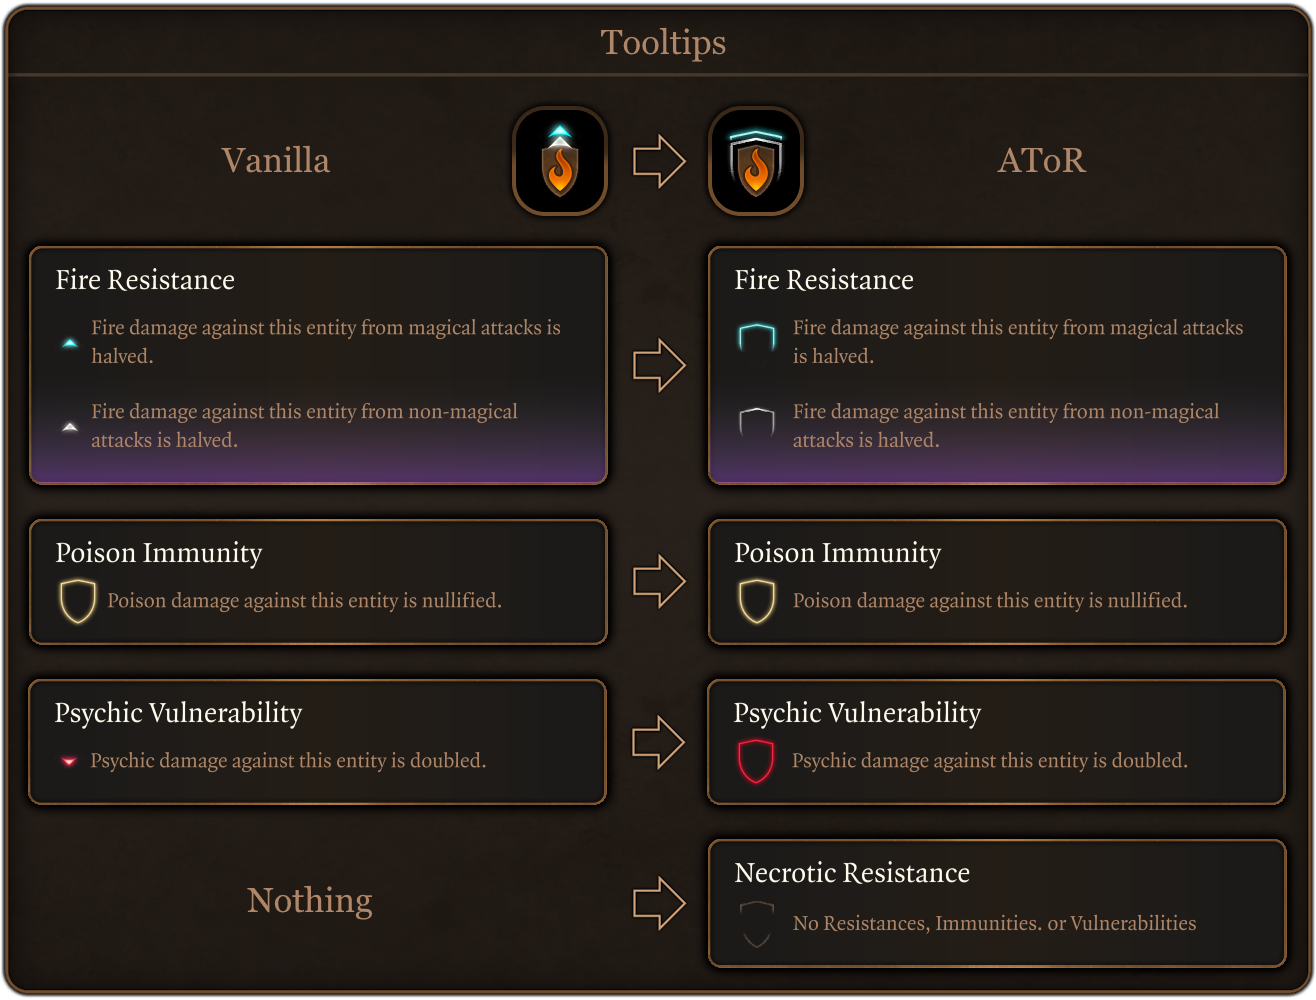 Tooltips
Vanilla
AToR
Fire Resistance
Fire damage against this entity from magical attacks is
halved.
Fire damage against this entity from non-magical
attacks is halved.
Fire Resistance
Fire damage against this entity from magical attacks
is halved.
Fire damage against this entity from non-magical
attacks is halved.
Poison Immunity
Poison damage against this entity is nullified.
Poison Immunity
Poison damage against this entity is nullified.
Psychic Vulnerability
Psychic damage against this entity is doubled.
Psychic Vulnerability
Psychic damage against this entity is doubled.
Nothing
Necrotic Resistance
No Resistances, Immunities. or Vulnerabilities